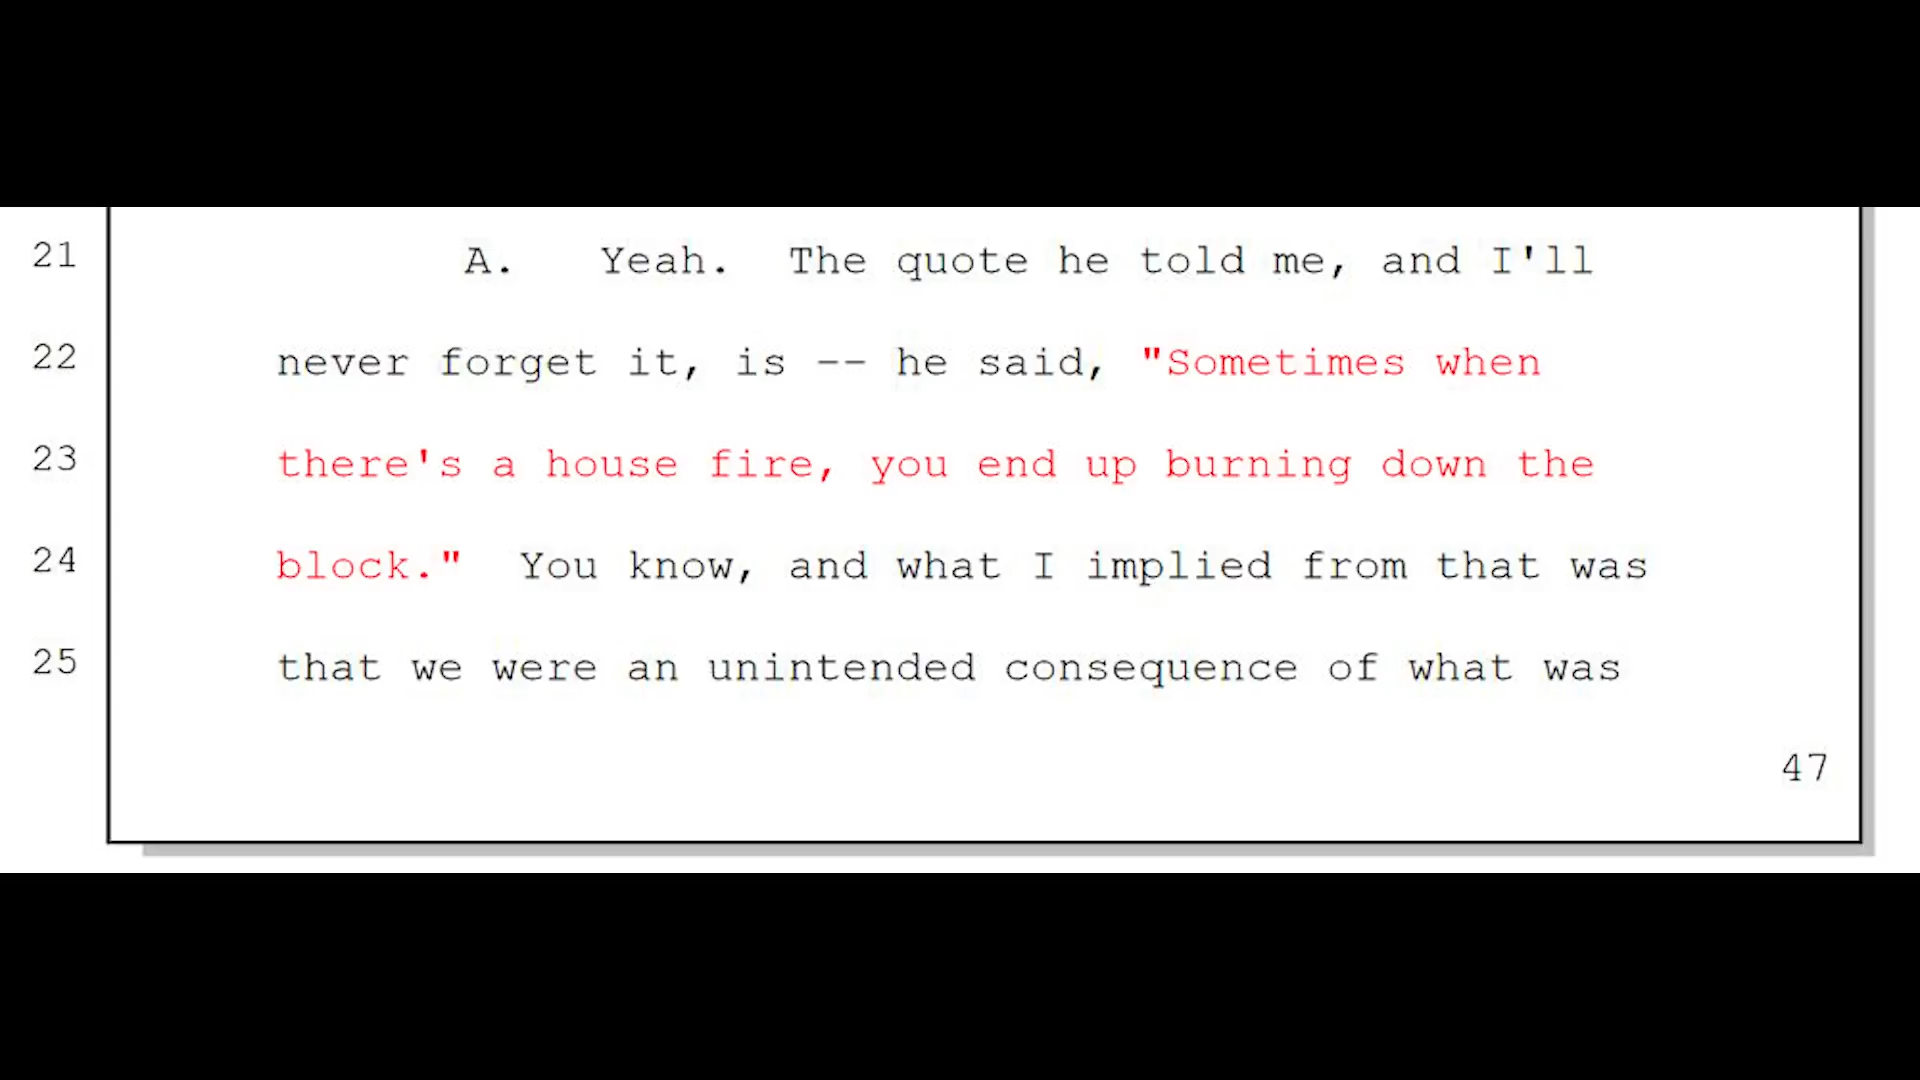 21 A. Yeah. The quote he told me, and I'll
22 never forget it, is -- he said, "Sometimes when
23 there's a house fire, you end up burning down the
24 block." You know, and what I implied from that was
25 that we were an unintended consequence of what was
47